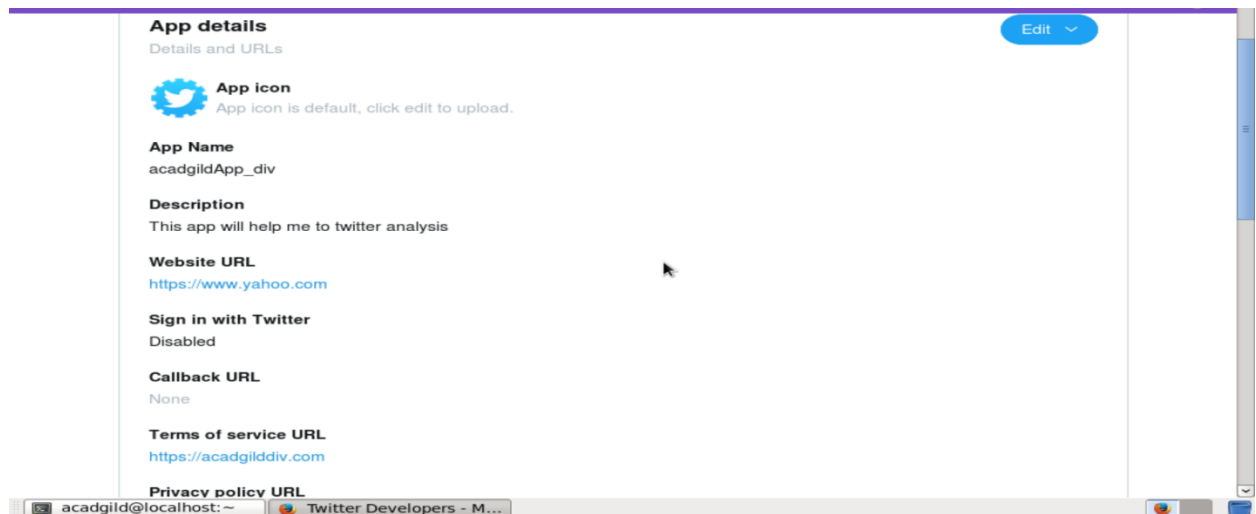 App details
Edit
Details and URLs
App icon
App icon is default, click edit to upload.
App Name
acadgildApp_div
Description
This app will help me to twitter analysis
Website URL
https://www.yahoo.com
Sign in with Twitter
Disabled
Callback URL
None
Terms of service URL
https://acadgilddiv.com
Privacy policy URL
acadgild@localhost:~
Twitter Developers - M...